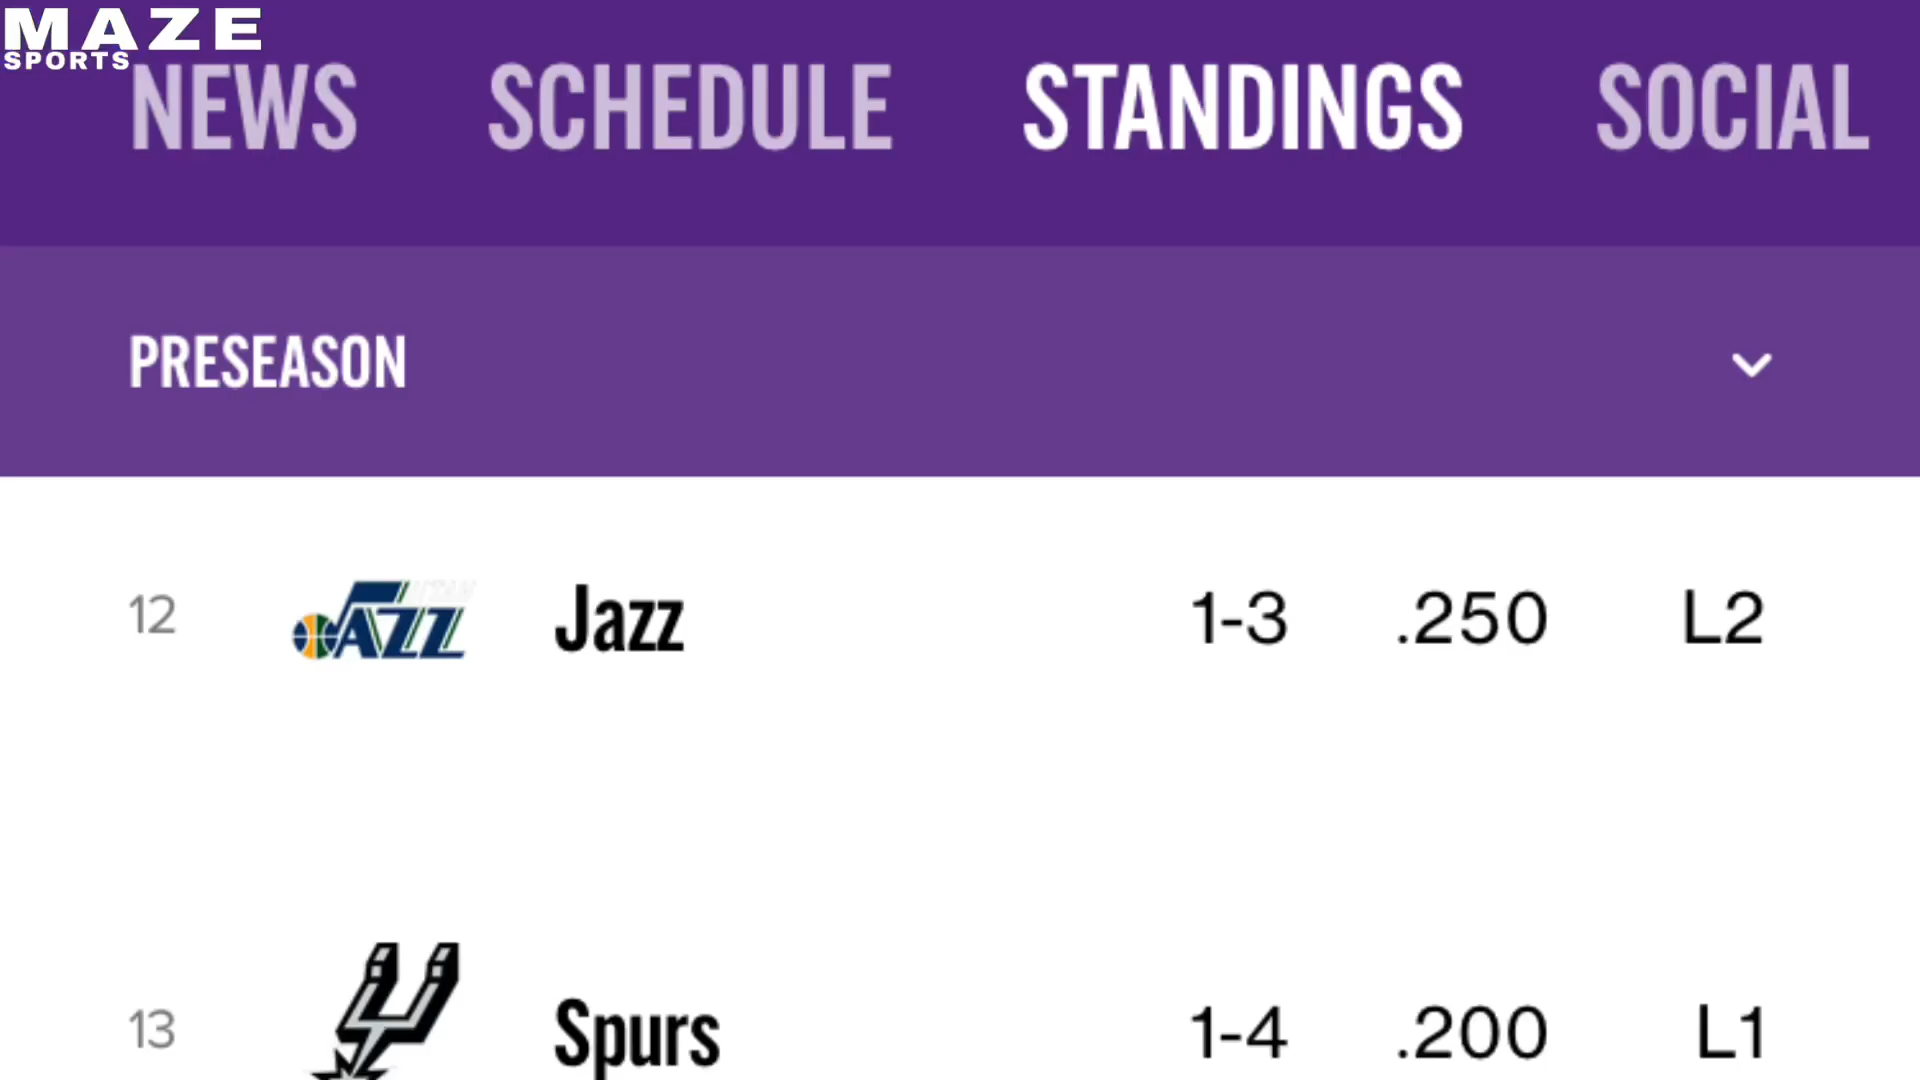 MAZE
SPORTS
NEWS SCHEDULE STANDINGS SOCIAL
PRESEASON
12 JAZZ Jazz 1-3 .250 L2
13 Spurs 1-4 .200 L1